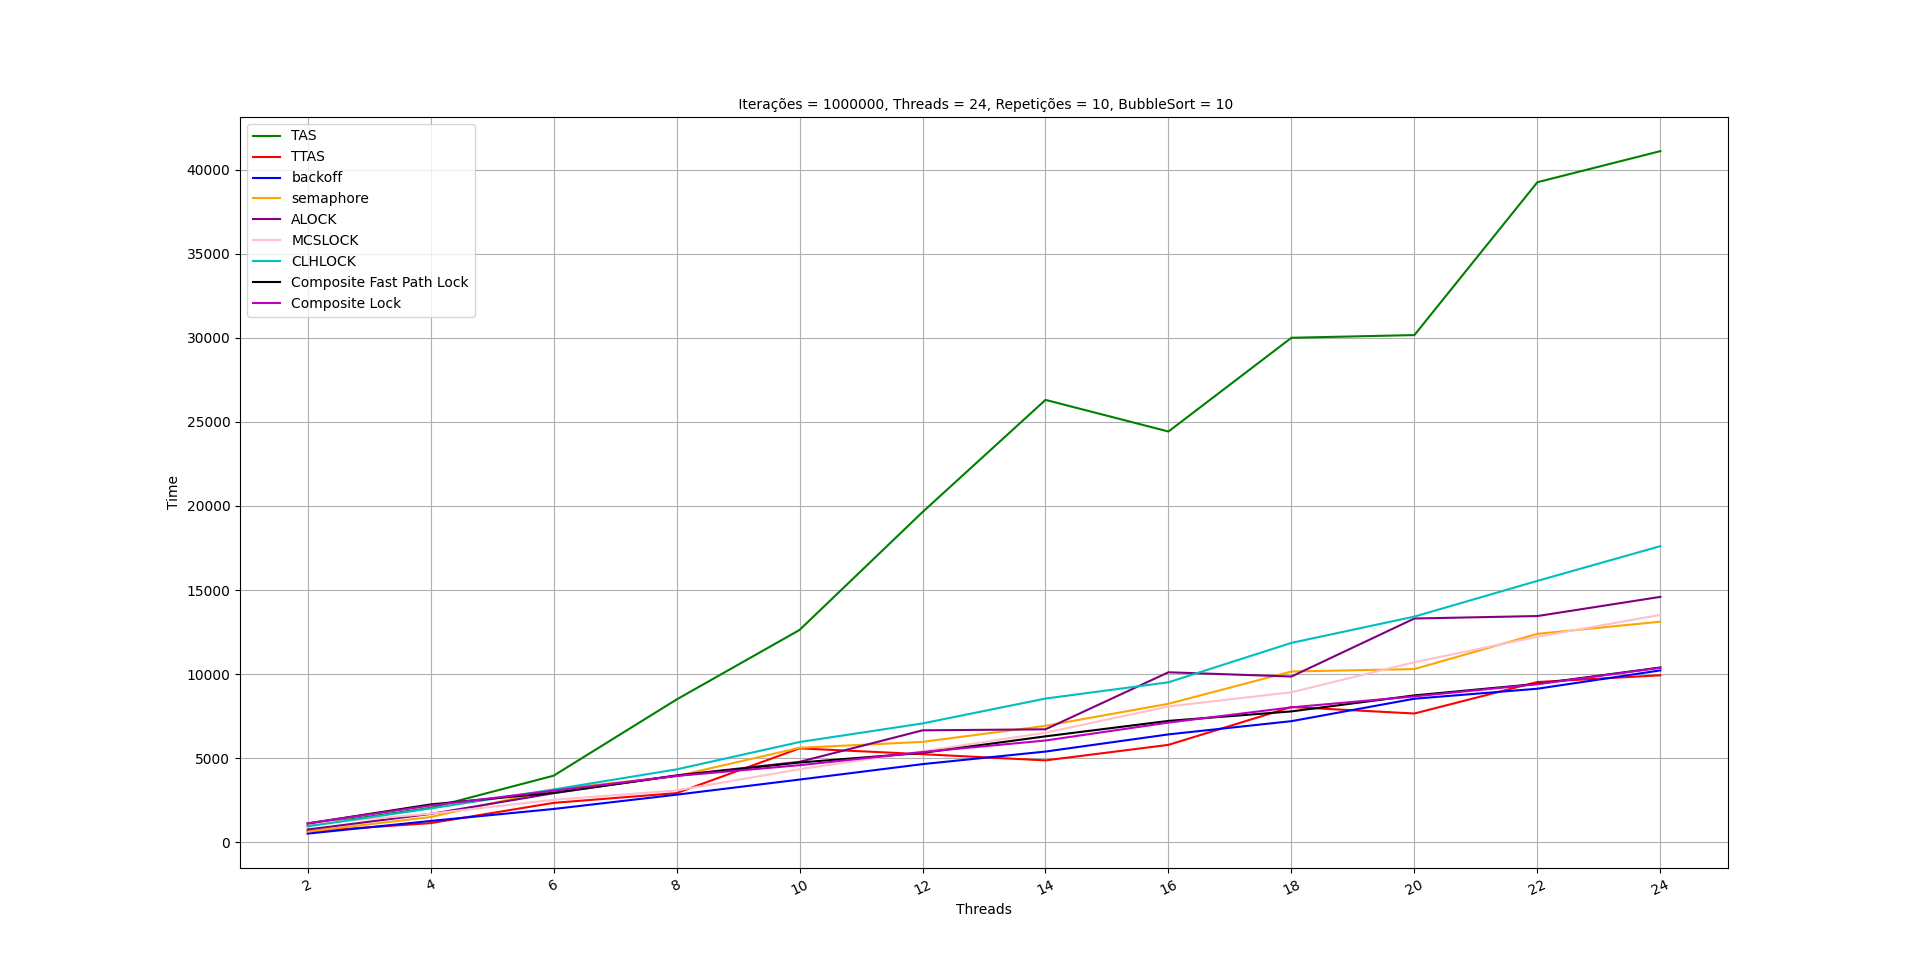 Iterações = 1000000, Threads = 24, Repetições = 10, BubbleSort = 10
TAS
TTAS
backoff
semaphore
ALOCK
MCSLOCK
CLHLOCK
Composite Fast Path Lock
Composite Lock
40000
35000
30000
25000
20000
15000
10000
5000
0
Time
2 4 6 8 10 12 14 16 18 20 22 24
Threads